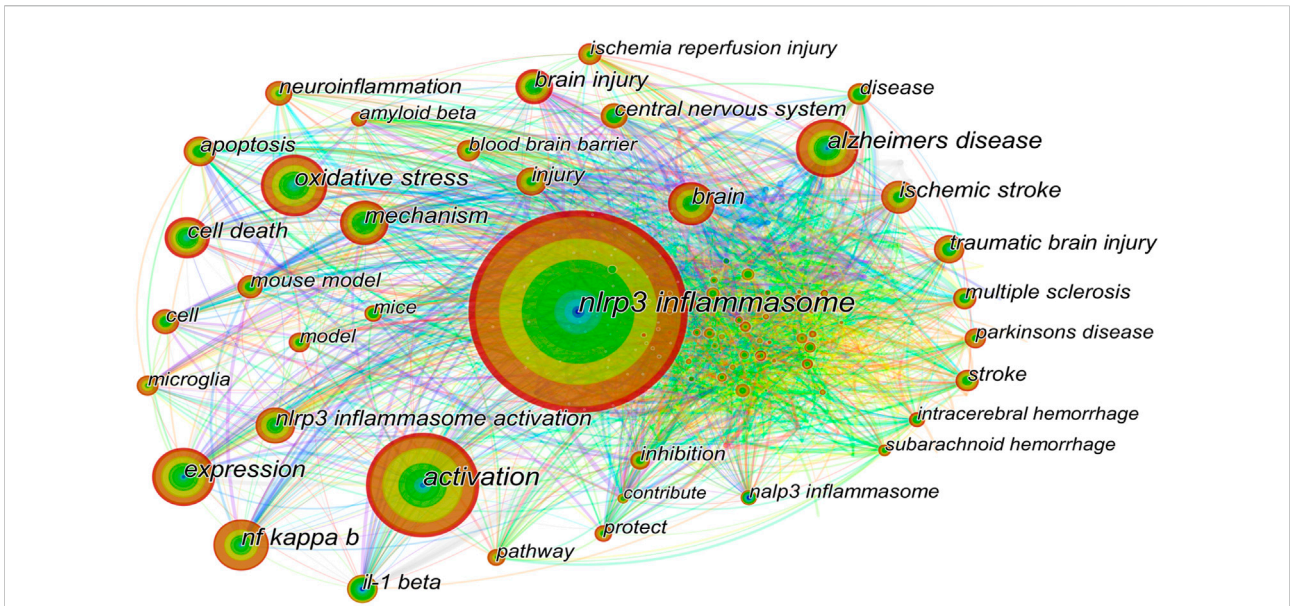 ischemia reperfusion injury
neuroinflammation
brain injury
disease
amyloid beta
central nervous system
apoptosis
blood brain barrier
alzheimers disease
oxidative stress
injury
brain
ischemic stroke
mechanism
cell death
traumatic brain injury
mouse model
multiple sclerosis
nlrp3 inflammasome
cell
mice
model
parkinsons disease
microglia
stroke
nlrp3 inflammasome activation
intracerebral hemorrhage
subarachnoid hemorrhage
expression
activation
inhibition
contribute
nalp3 inflammasome
nf kappa b
protect
pathway
il-1 beta